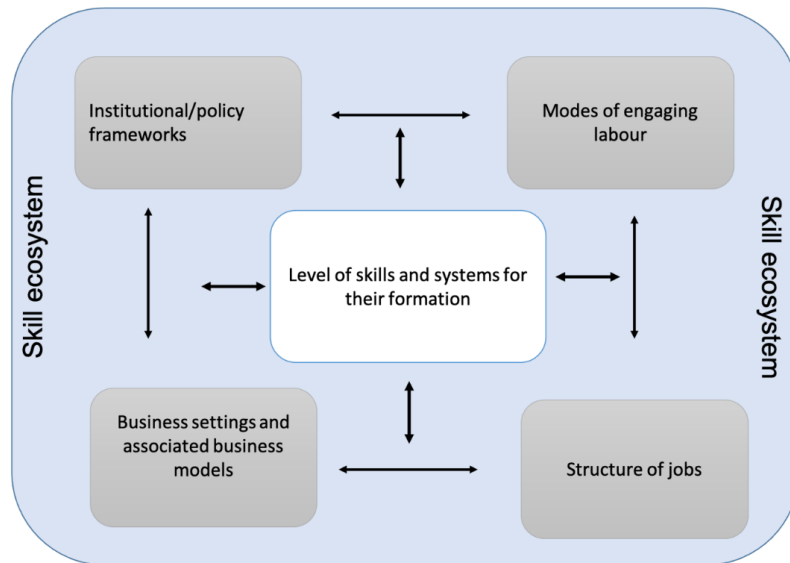 Institutional/policy
frameworks
Modes of engaging
labour
Skill ecosystem
Level of skills and systems for
their formation
Skill ecosystem
Business settings and
associated business
models
Structure of jobs